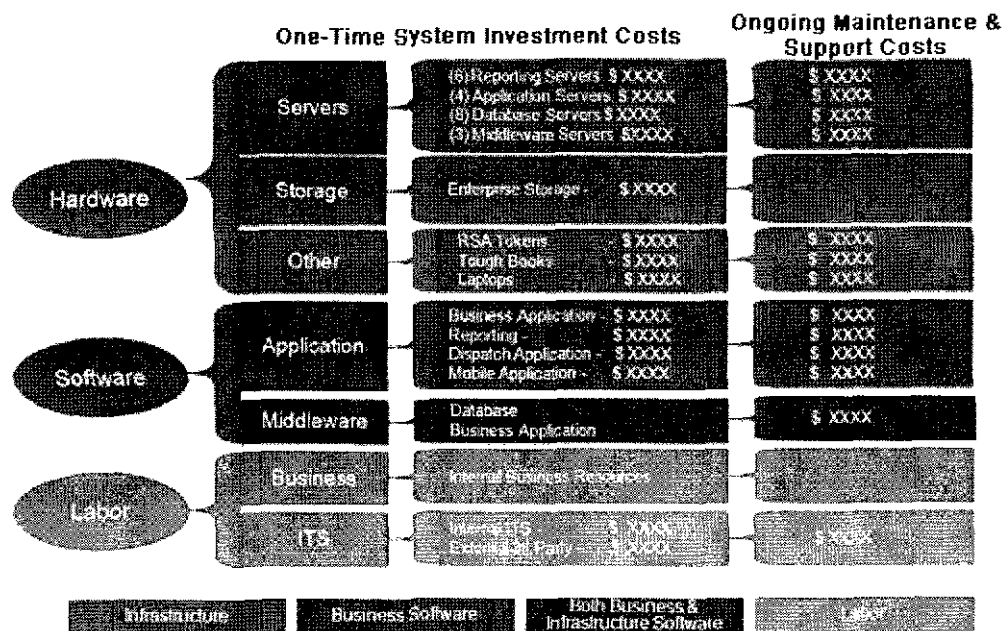 One-Time System Investment Costs
Ongoing Maintenance &
Support Costs
Hardware
Servers
(6) Reporting Servers $ XXXX
(4) Application Servers $ XXXX
(8) Database Servers $ XXXX
(3) Middleware Servers $XXXX
$ XXXX
$ XXXX
$ XXXX
$ XXXX
Storage
Enterprise Storage - $ XXXX
Other
RSA Tokens - $ XXXX
Tough Books - $ XXXX
Laptops - $ XXXX
$ XXXX
$ XXXX
$ XXXX
Software
Application
Business Application - $ XXXX
Reporting - $ XXXX
Dispatch Application - $ XXXX
Mobile Application - $ XXXX
$ XXXX
$ XXXX
$ XXXX
$ XXXX
Middleware
Database
Business Application
$ XXXX
Labor
Business
Internal Business Resources
ITS
Internal ITS - $ XXXX
Party - $ XXXX
$ XXXX
Infrastructure
Business Software
Both Business &
Infrastructure Software
Labor